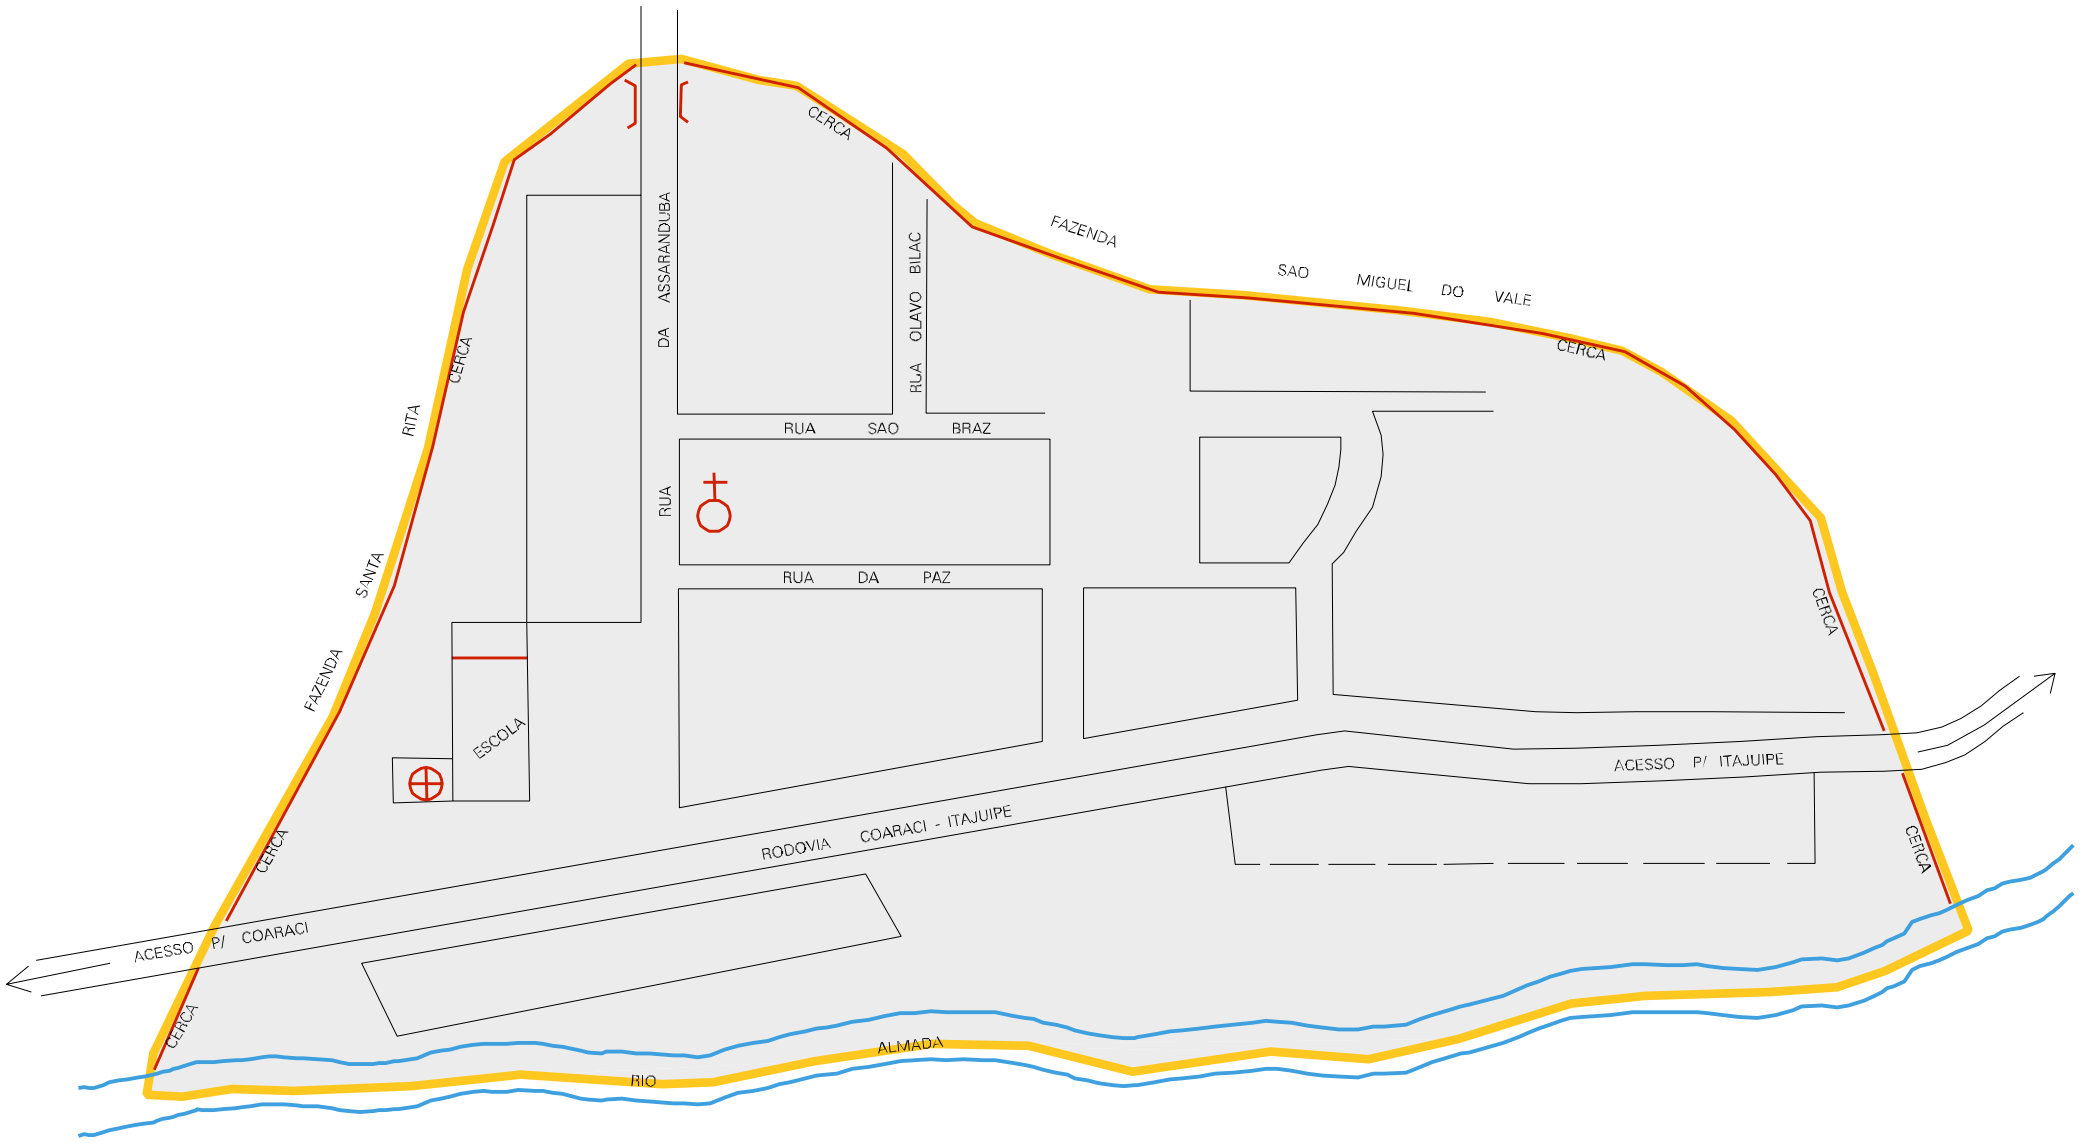 CERCA
FAZENDA
SAO MIGUEL DO VALE
CERCA
RUA DA ASSARANDUBA
RUA OLAVO BILAC
CERCA
RUA SAO BRAZ
FAZENDA SANTA RITA
RUA DA PAZ
CERCA
ESCOLA
ACESSO P/ ITAJUIPE
CERCA
RODOVIA COARACI - ITAJUIPE
CERCA
ACESSO P/ COARACI
CERCA
RIO ALMADA